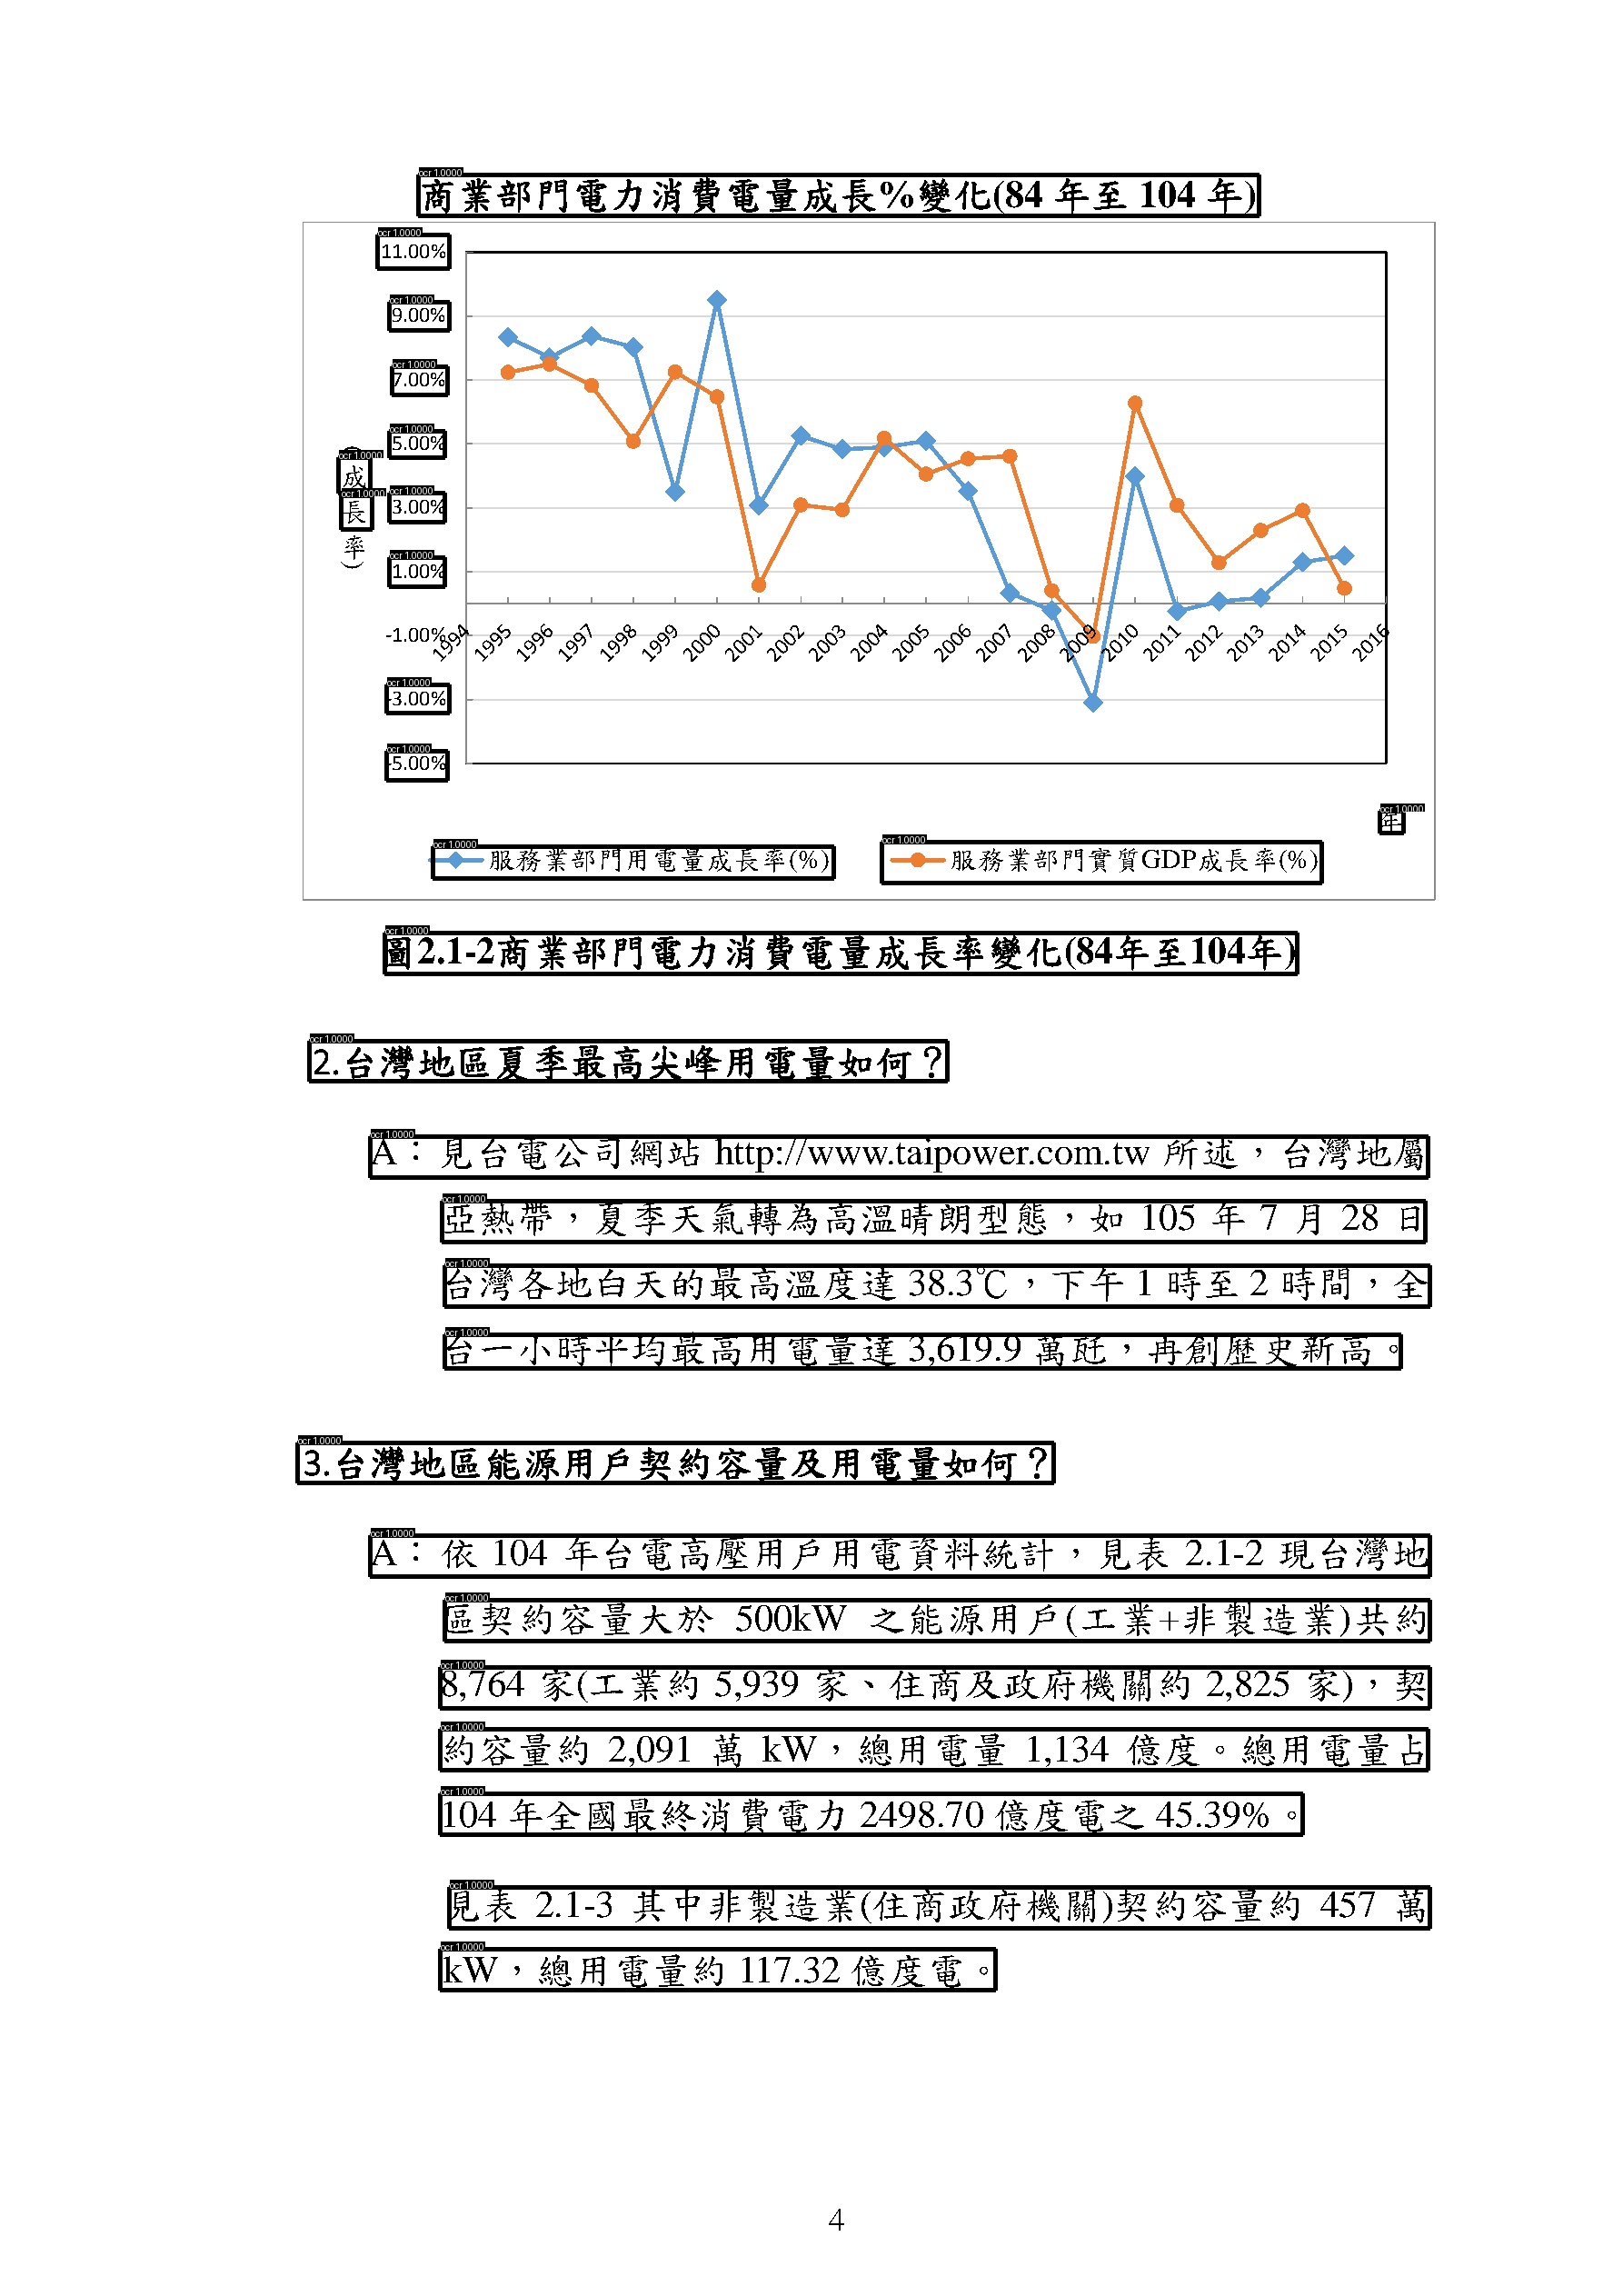 商業部門電力消費電量成長%變化(84 年至 104 年)
11.00%
9.00%
7.00%
5.00%
3.00%
1.00%
-1.00%
-3.00%
-5.00%
(成長率)
1994 1995 1996 1997 1998 1999 2000 2001 2002 2003 2004 2005 2006 2007 2008 2009 2010 2011 2012 2013 2014 2015 2016
年
服務業部門用電量成長率(%) 服務業部門實質GDP成長率(%)
圖2.1-2商業部門電力消費電量成長率變化(84年至104年)
2.台灣地區夏季最高尖峰用電量如何？
A：見台電公司網站 http://www.taipower.com.tw 所述，台灣地屬
亞熱帶，夏季天氣轉為高溫晴朗型態，如 105 年 7 月 28 日
台灣各地白天的最高溫度達 38.3℃，下午 1 時至 2 時間，全
台一小時平均最高用電量達 3,619.9 萬瓩，再創歷史新高。
3.台灣地區能源用戶契約容量及用電量如何？
A：依 104 年台電高壓用戶用電資料統計，見表 2.1-2 現台灣地
區契約容量大於 500kW 之能源用戶(工業+非製造業)共約
8,764 家(工業約 5,939 家、住商及政府機關約 2,825 家)，契
約容量約 2,091 萬 kW，總用電量 1,134 億度。總用電量占
104 年全國最終消費電力 2498.70 億度電之 45.39%。
見表 2.1-3 其中非製造業(住商政府機關)契約容量約 457 萬
kW，總用電量約 117.32 億度電。
4